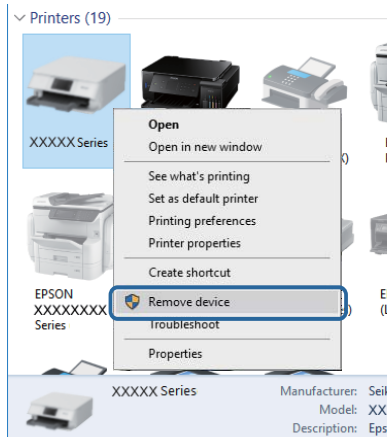 Printers (19)
XXXXX Series
Open
Open in new window
See what's printing
Set as default printer
Printing preferences
Printer properties
Create shortcut
Remove device
Troubleshoot
Properties
EPSON
XXXXXXXX
Series
XXXXX Series
Manufacturer:
Model: XX
Description: